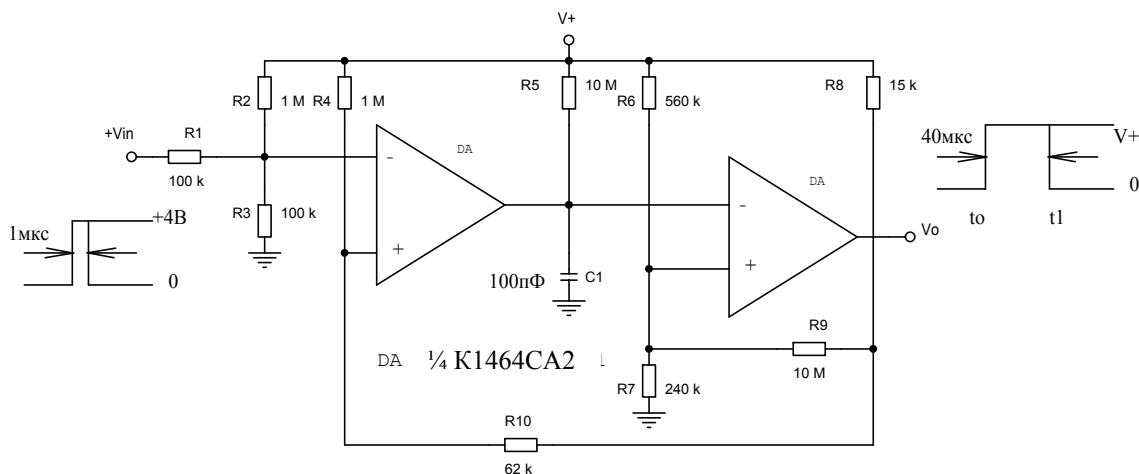 V+
R2
1 M
R4
1 M
R5
10 M
R6
560 k
R8
15 k
+Vin
R1
100 k
R3
100 k
-
+
DA
-
+
DA
40мкс
V+
0
to
t1
Vo
1мкс
+4В
0
100пФ
C1
DA ¼ K1464CA2
R9
10 M
R7
240 k
R10
62 k